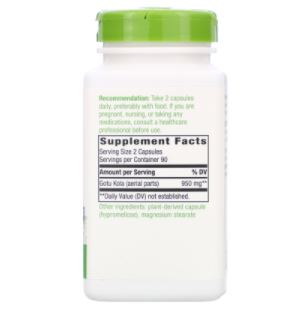 Recommendation: Take 2 capsules
daily, preferably with food. If you are
pregnant, nursing, or taking any
medications, consult a healthcare
professional before use.
Supplement Facts
Serving Size 2 Capsules
Servings per Container 90
Amount per Serving % DV
Gotu Kola (aerial parts) 950 mg**
**Daily Value (DV) not established.
Other ingredients: plant-derived capsule
(hypromellose), magnesium stearate